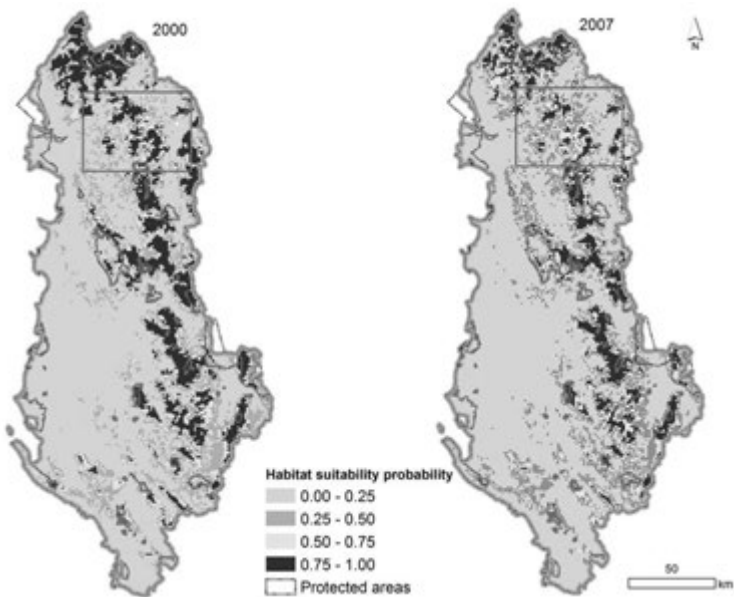 2000
2007
N
Habitat suitability probability
0.00 - 0.25
0.25 - 0.50
0.50 - 0.75
0.75 - 1.00
Protected areas
50
km